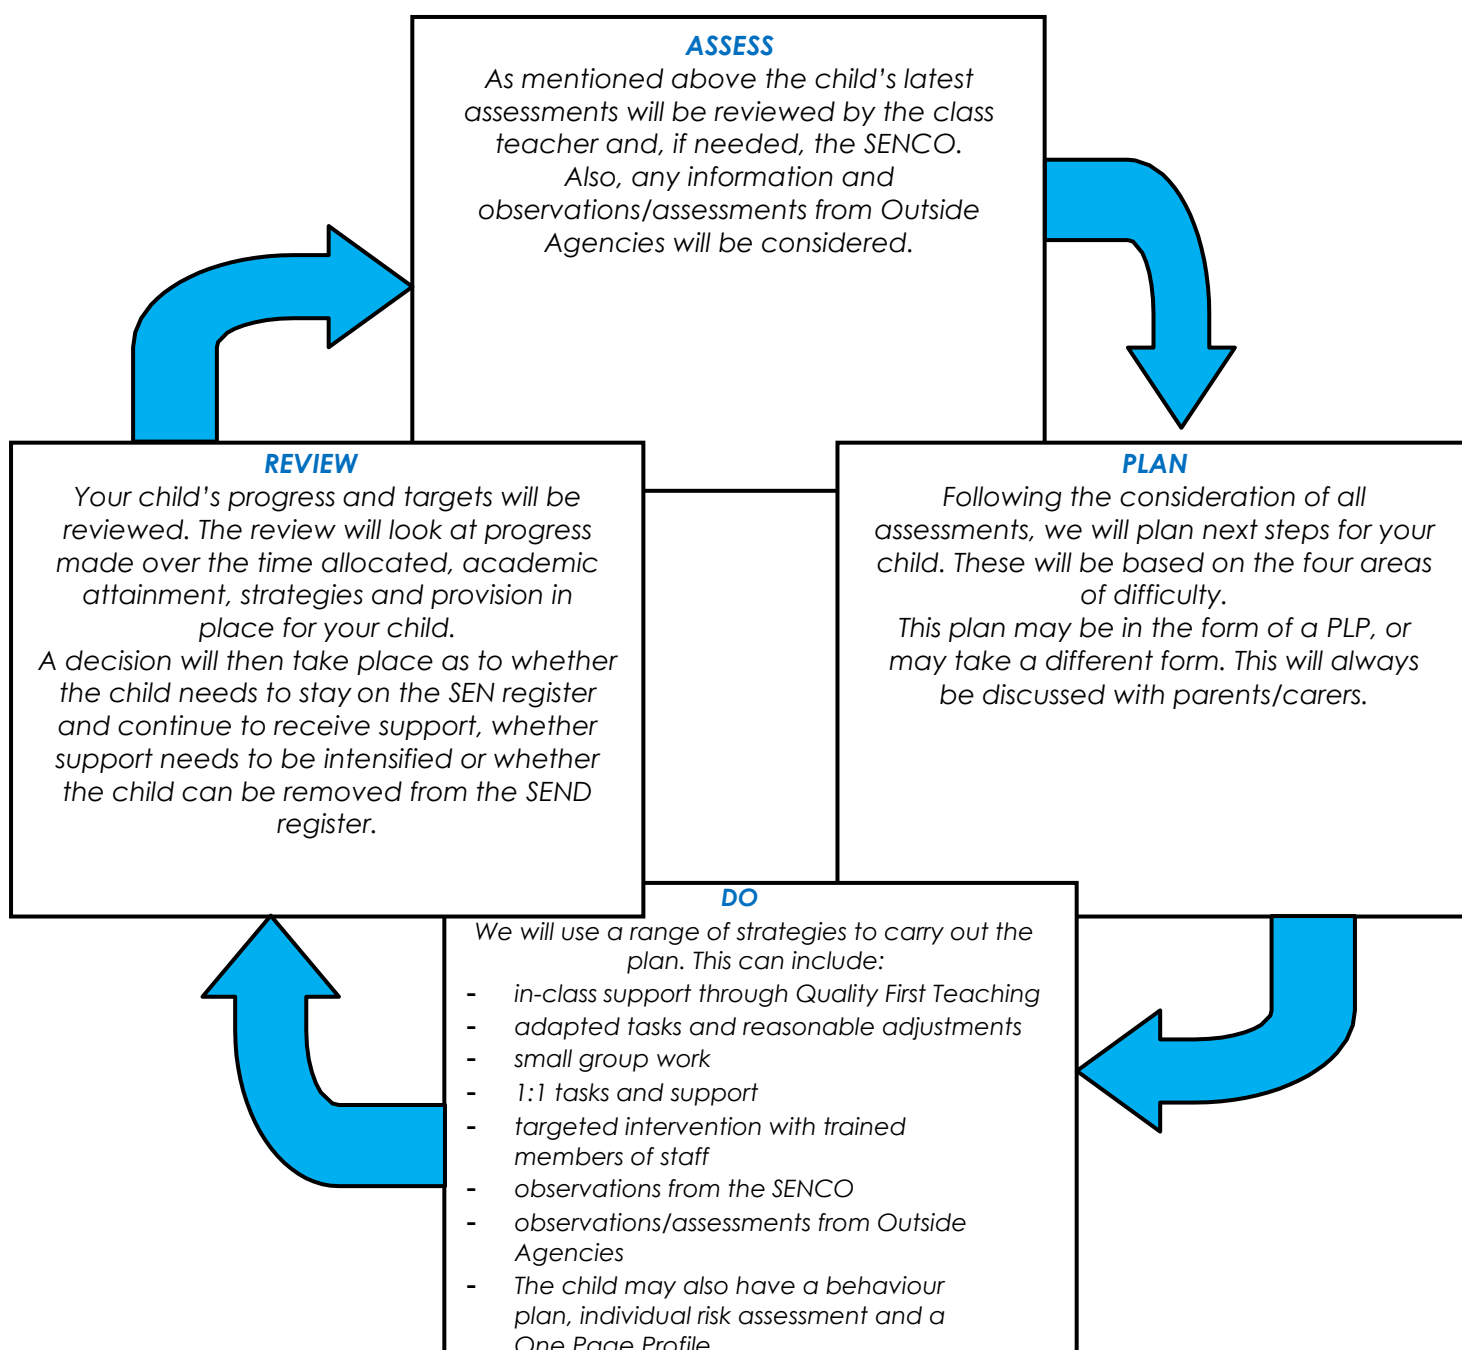 ASSESS
As mentioned above the child’s latest
assessments will be reviewed by the class
teacher and, if needed, the SENCO.
Also, any information and
observations/assessments from Outside
Agencies will be considered.
PLAN
Following the consideration of all
assessments, we will plan next steps for your
child. These will be based on the four areas
of difficulty.
This plan may be in the form of a PLP, or
may take a different form. This will always
be discussed with parents/carers.
DO
We will use a range of strategies to carry out the
plan. This can include:
- in-class support through Quality First Teaching
- adapted tasks and reasonable adjustments
- small group work
- 1:1 tasks and support
- targeted intervention with trained
members of staff
- observations from the SENCO
- observations/assessments from Outside
Agencies
- The child may also have a behaviour
plan, individual risk assessment and a
One Page Profile
REVIEW
Your child’s progress and targets will be
reviewed. The review will look at progress
made over the time allocated, academic
attainment, strategies and provision in
place for your child.
A decision will then take place as to whether
the child needs to stay on the SEN register
and continue to receive support, whether
support needs to be intensified or whether
the child can be removed from the SEND
register.